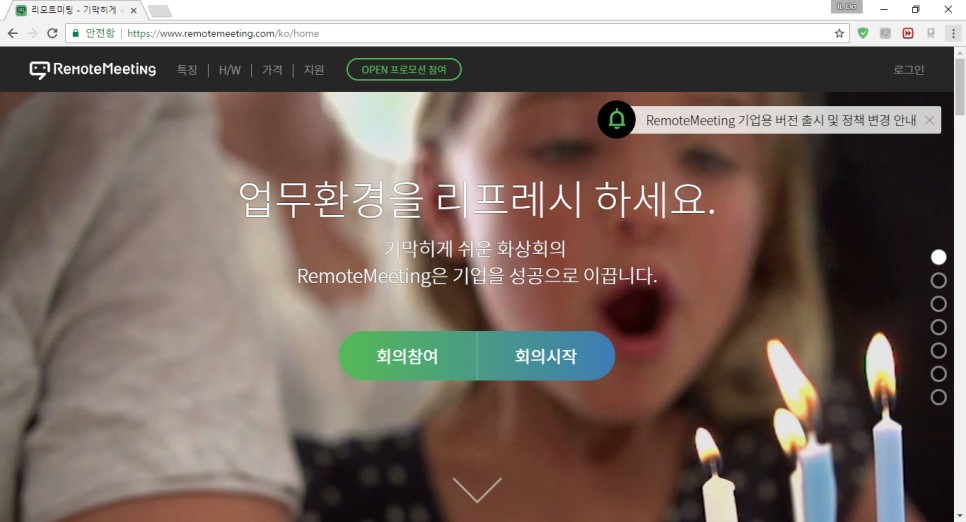 리모트미팅 - 기막히게 쉬
IL Do
안전함 | https://www.remotemeeting.com/ko/home
RemoteMeeting 특징 | H/W | 가격 | 지원 OPEN 프로모션 참여 로그인
RemoteMeeting 기업용 버전 출시 및 정책 변경 안내
업무환경을 리프레시 하세요.
기막히게 쉬운 화상회의
RemoteMeeting은 기업을 성공으로 이끕니다.
회의참여 회의시작